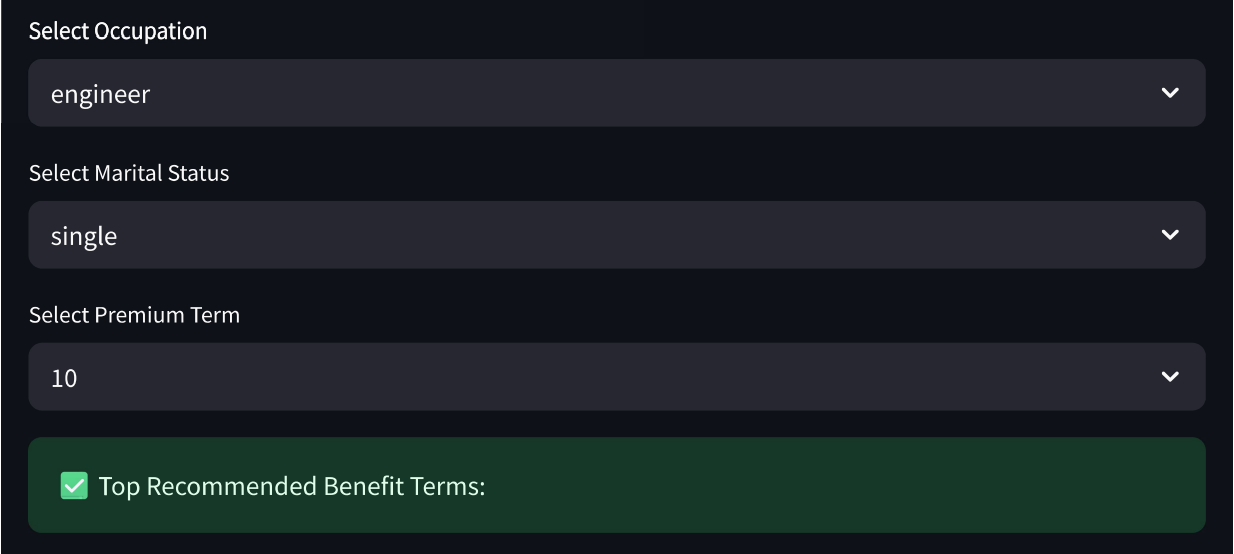 Select Occupation
engineer
Select Marital Status
single
Select Premium Term
10
✅ Top Recommended Benefit Terms: